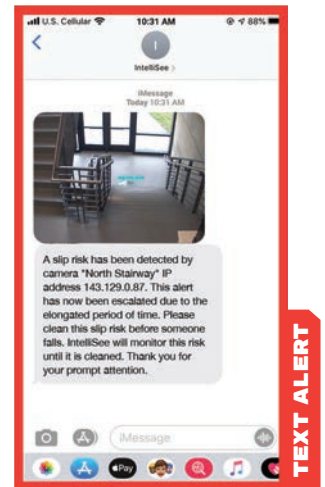 U.S. Cellular
10:31 AM
88%
I
IntelliSee >
iMessage
Today 10:31 AM
A slip risk has been detected by
camera "North Stairway" IP
address 143.129.0.87. This alert
has now been escalated due to the
elongated period of time. Please
clean this slip risk before someone
falls. IntelliSee will monitor this risk
until it is cleaned. Thank you for
your prompt attention.
iMessage
Pay
TEXT ALERT